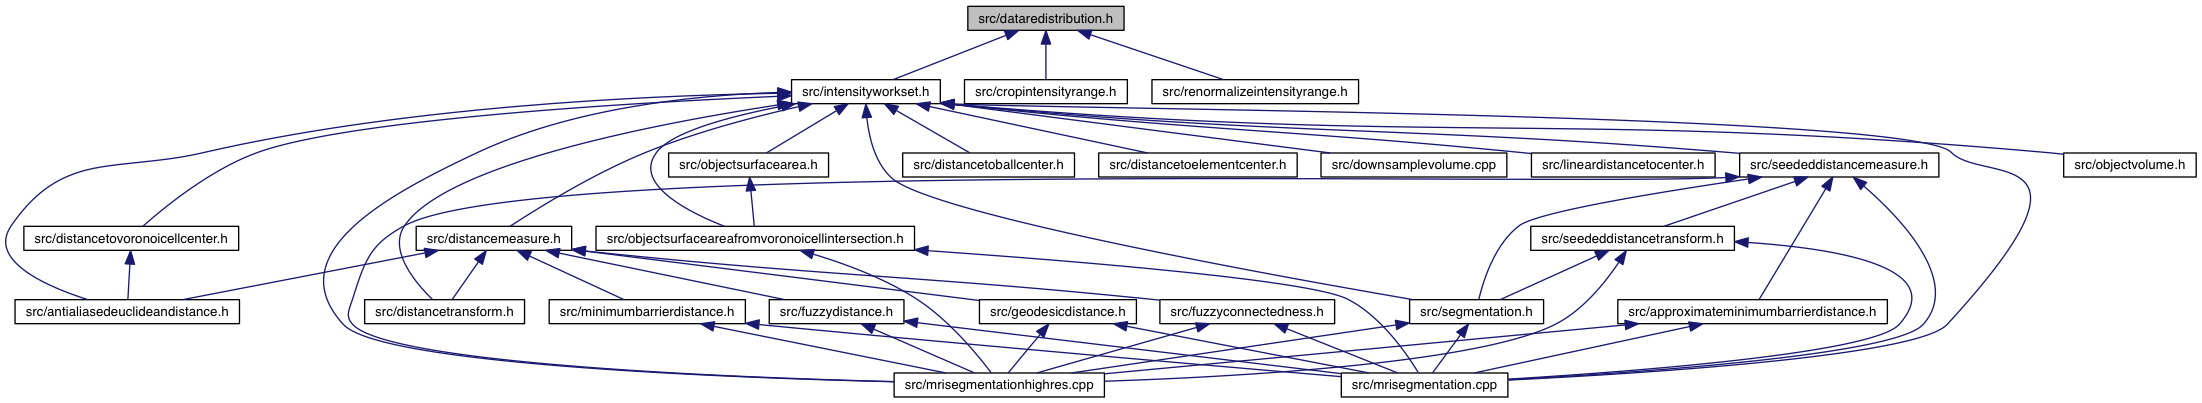 src/dataredistribution.h
src/intensityworkset.h
src/cropintensityrange.h
src/renormalizeintensityrange.h
src/objectsurfacearea.h
src/distancetoballcenter.h
src/distancetoelementcenter.h
src/downsamplevolume.cpp
src/lineardistancetocenter.h
src/seededdistancemeasure.h
src/objectvolume.h
src/distancetovoronoicellcenter.h
src/distancemeasure.h
src/objectsurfaceareafromvoronoicellintersection.h
src/seededdistancetransform.h
src/antialiasedeuclideandistance.h
src/distancetransform.h
src/minimumbarrierdistance.h
src/fuzzydistance.h
src/geodesicdistance.h
src/fuzzyconnectedness.h
src/segmentation.h
src/approximateminimumbarrierdistance.h
src/mrisegmentationhighres.cpp
src/mrisegmentation.cpp